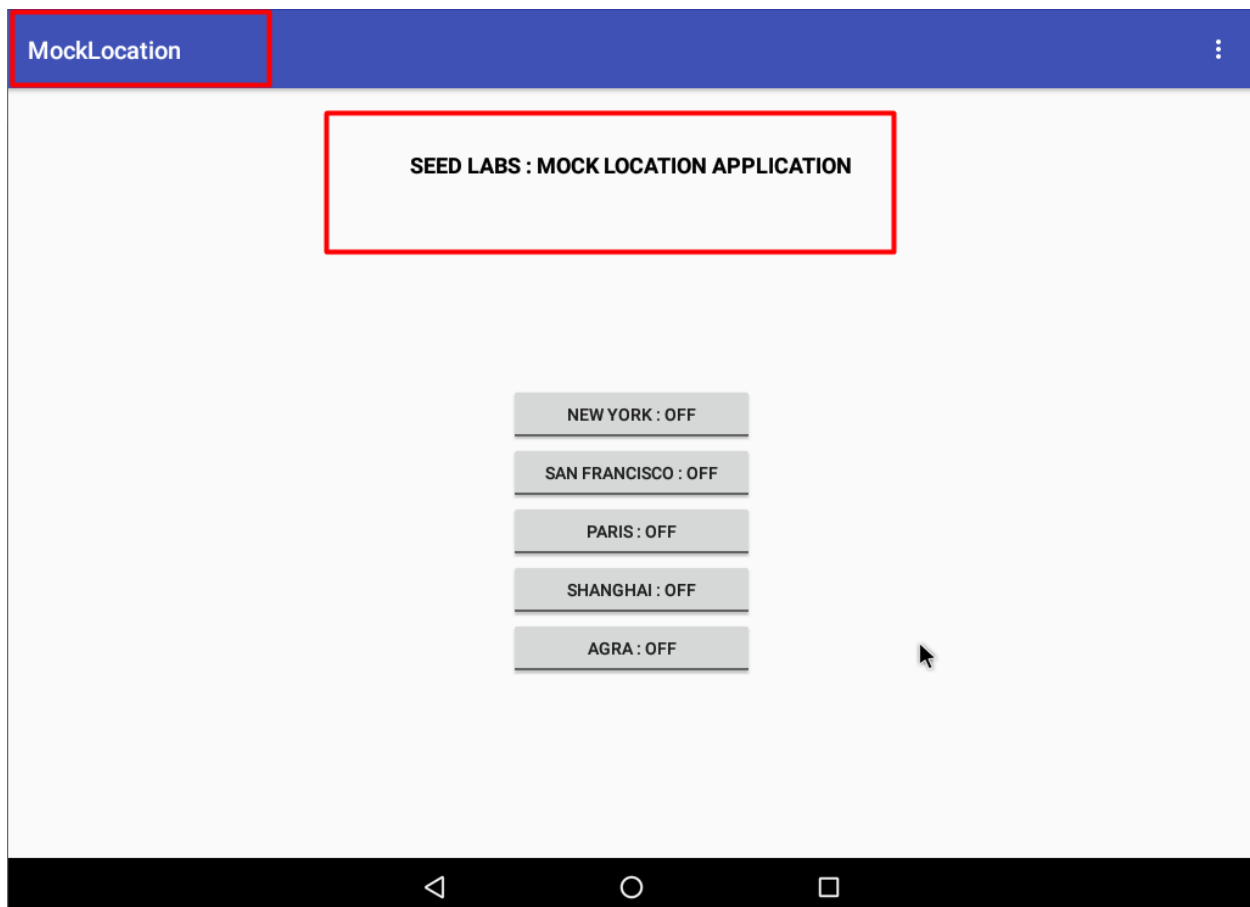 MockLocation
SEED LABS : MOCK LOCATION APPLICATION
NEW YORK : OFF
SAN FRANCISCO : OFF
PARIS : OFF
SHANGHAI : OFF
AGRA : OFF